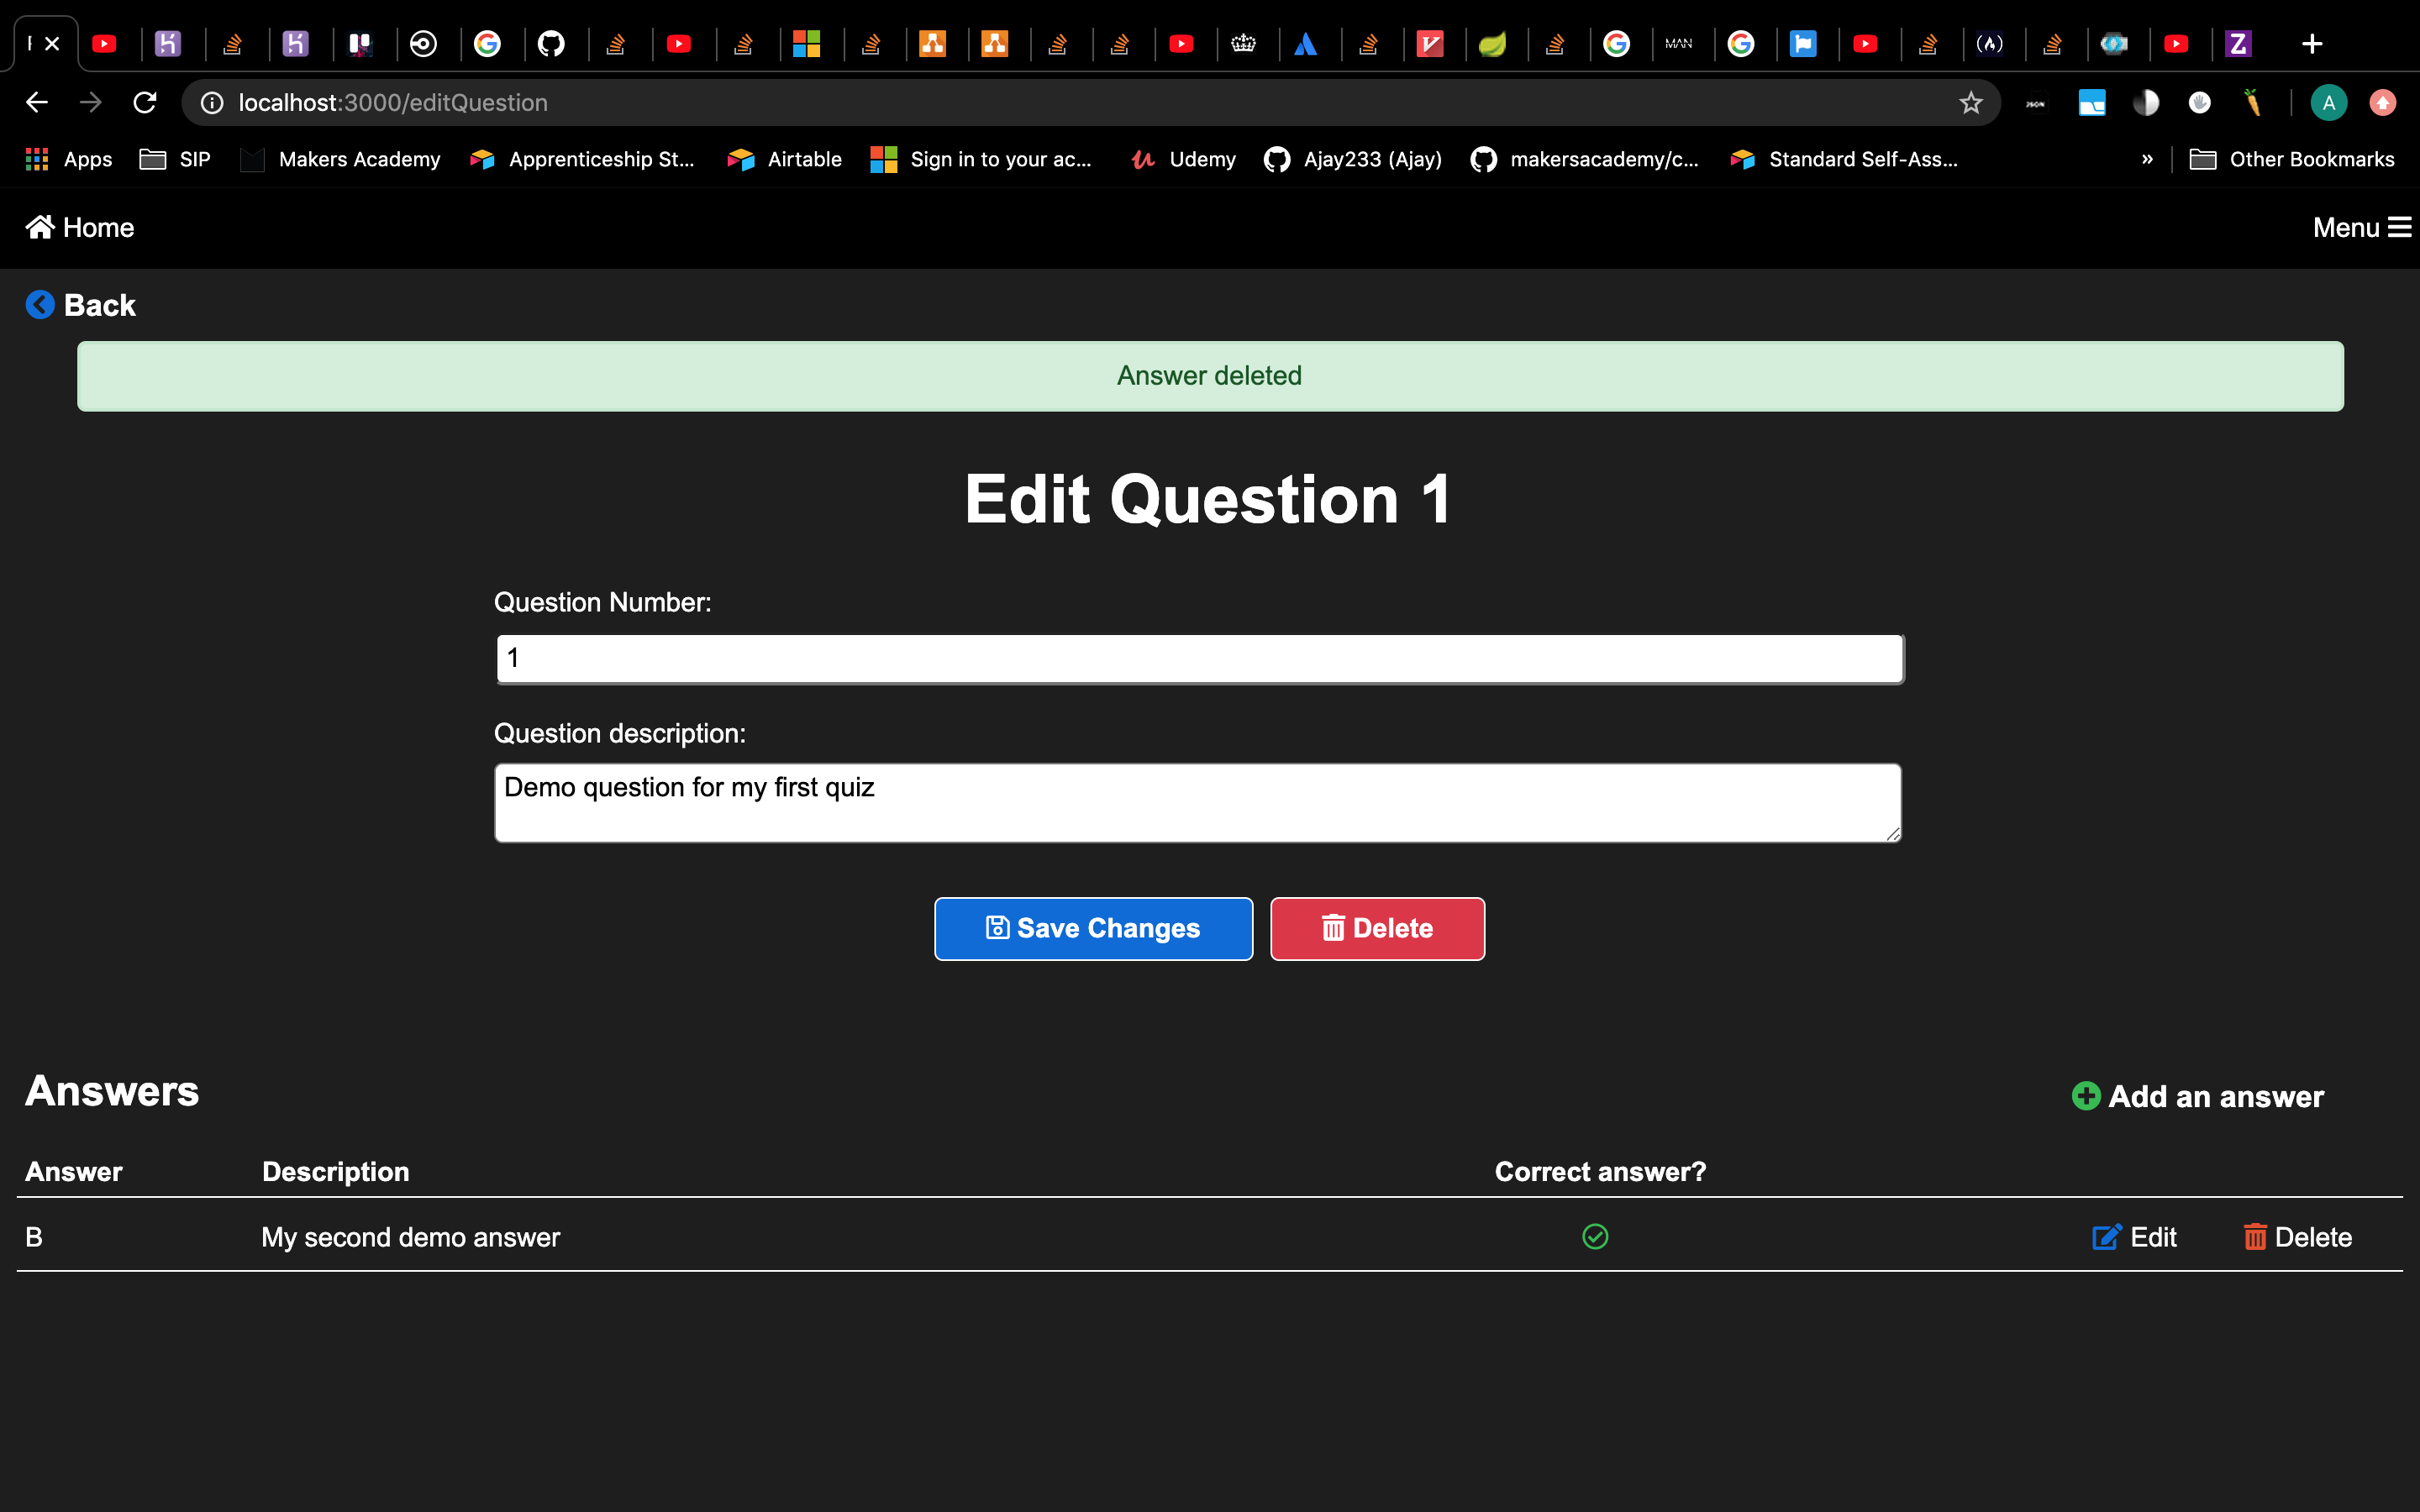 localhost:3000/editQuestion
Apps SIP Makers Academy Apprenticeship St... Airtable Sign in to your ac... Udemy Ajay233 (Ajay) makersacademy/c... Standard Self-Ass... » Other Bookmarks
Home Menu
Back
Answer deleted
Edit Question 1
Question Number:
1
Question description:
Demo question for my first quiz
Save Changes Delete
Answers Add an answer
Answer Description Correct answer?
B My second demo answer Edit Delete